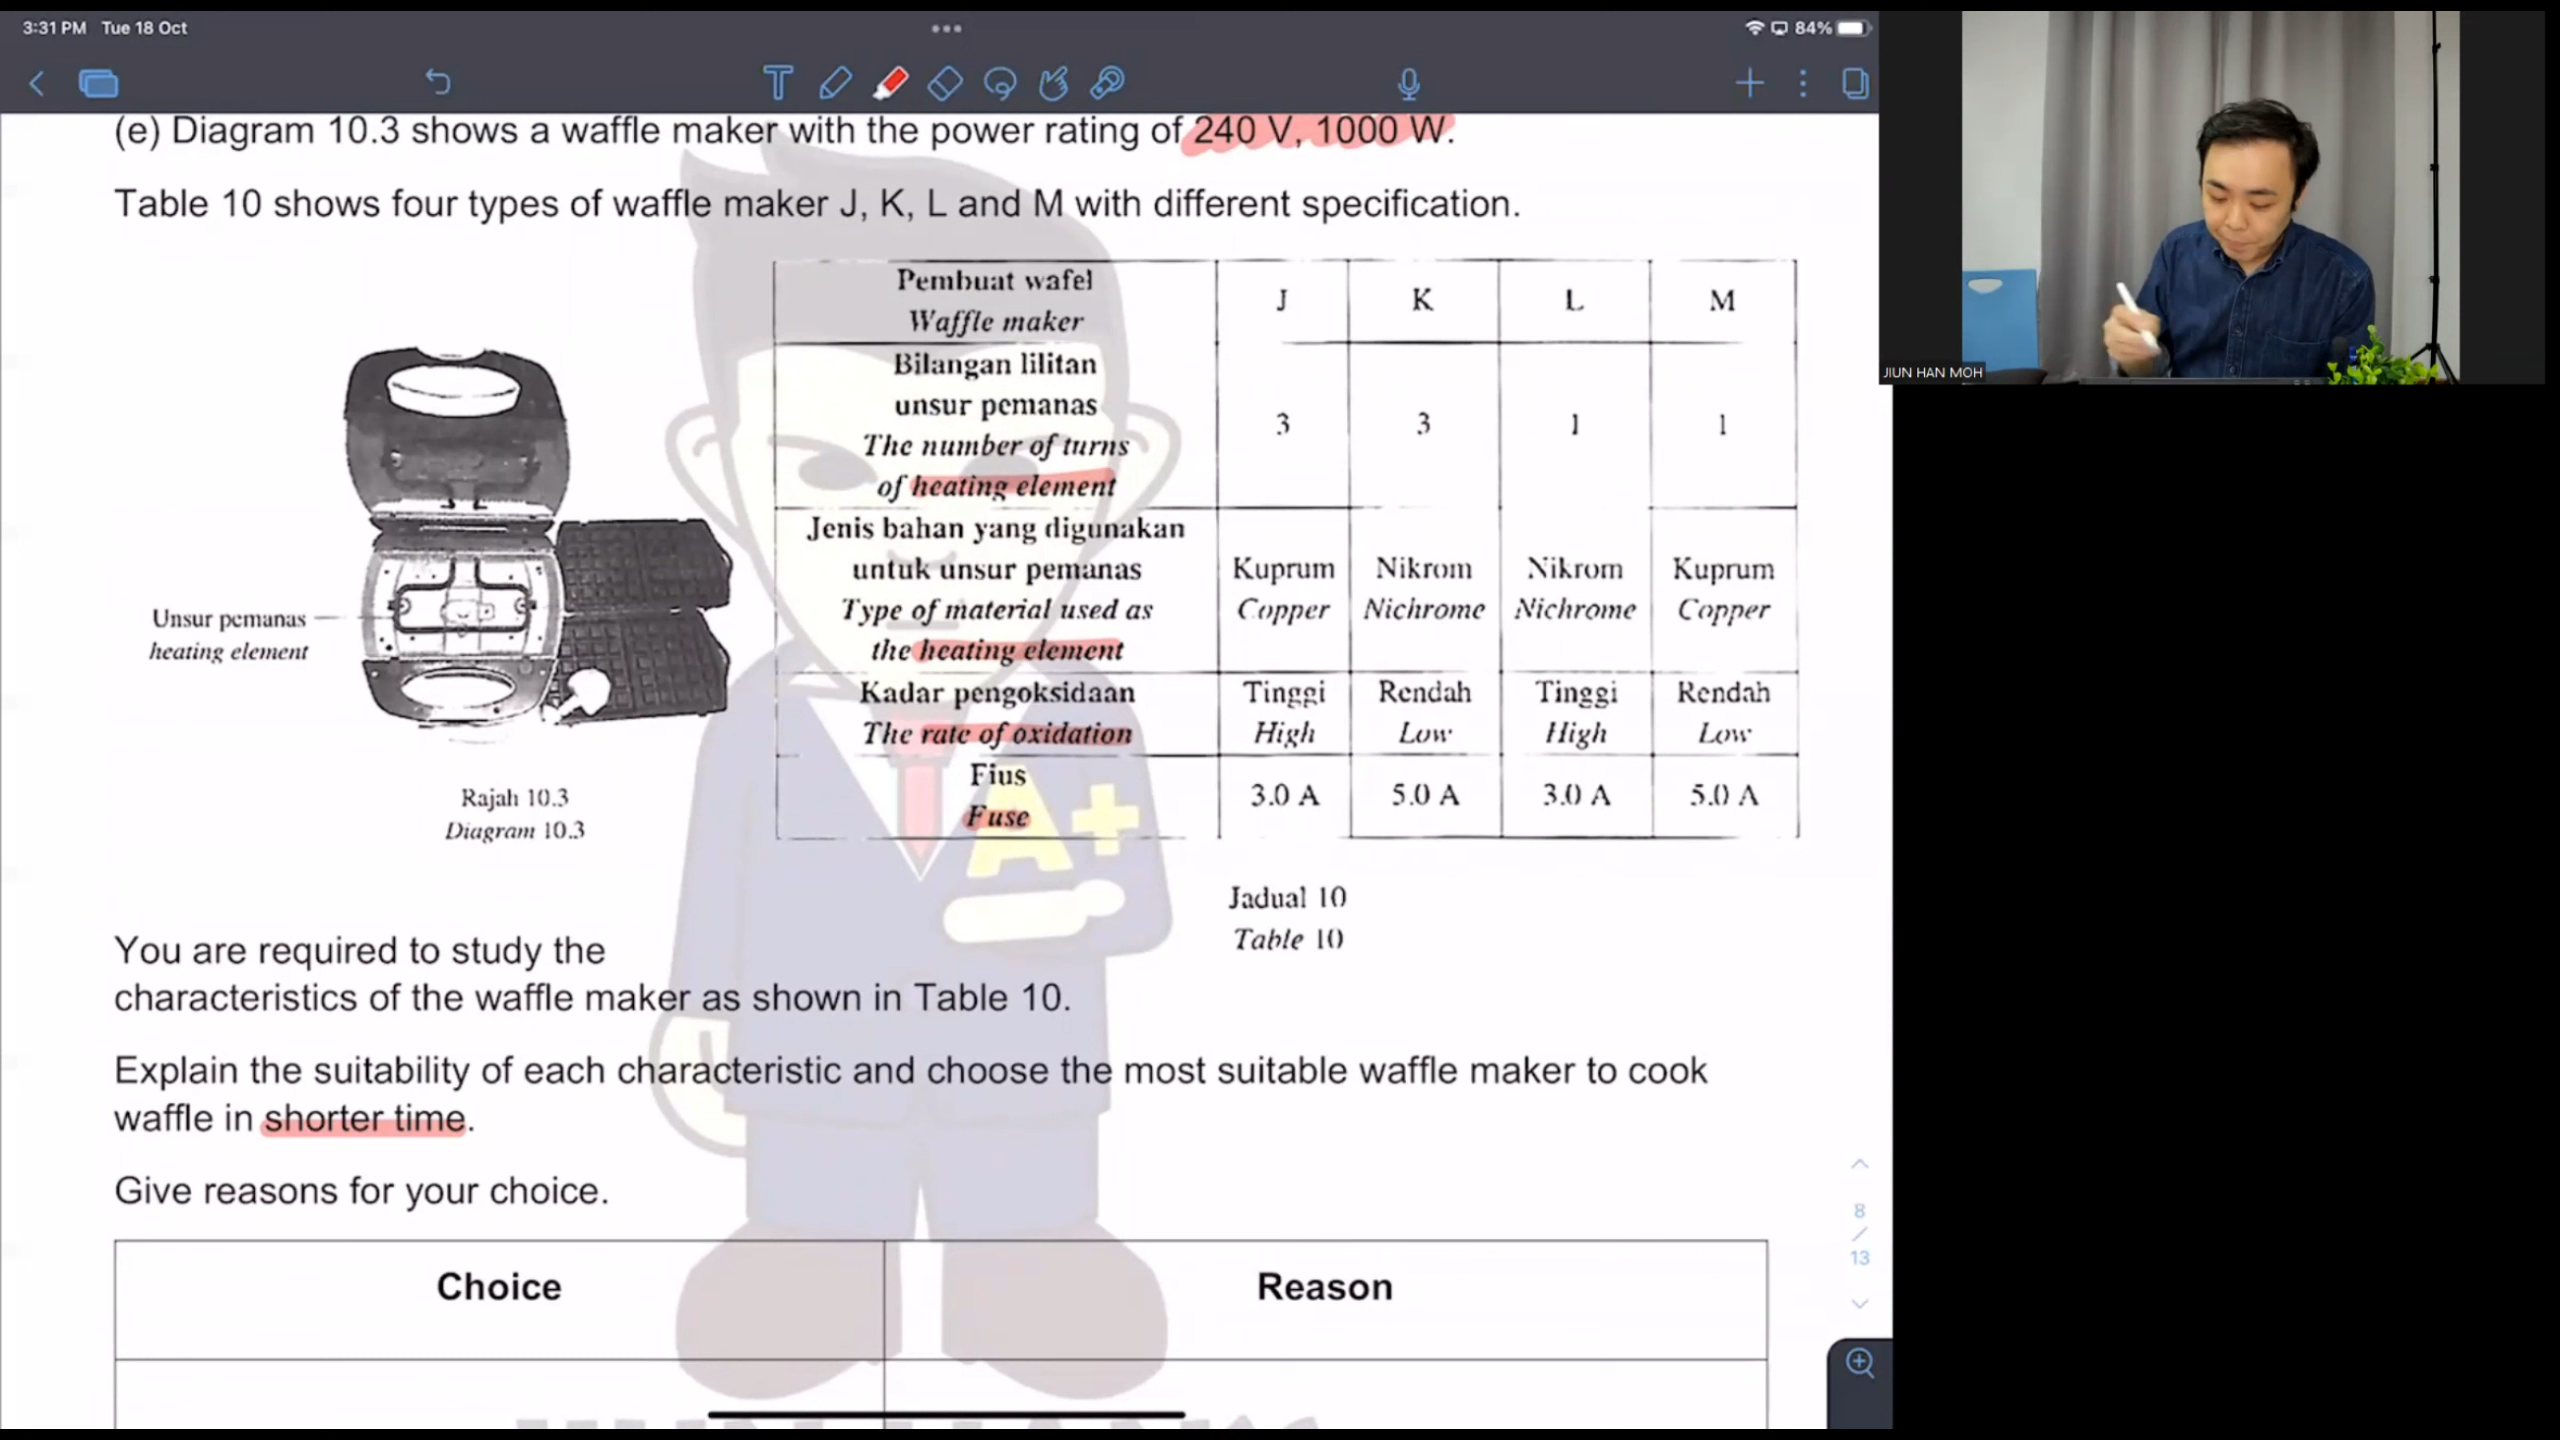 3:31 PM Tue 18 Oct
84%
(e) Diagram 10.3 shows a waffle maker with the power rating of 240 V, 1000 W.
Table 10 shows four types of waffle maker J, K, L and M with different specification.
Pembuat wafel
Waffle maker
J
K
L
M
Bilangan lilitan
unsur pemanas
The number of turns
of heating element
3
3
1
1
Jenis bahan yang digunakan
untuk unsur pemanas
Type of material used as
the heating element
Kuprum
Copper
Nikrom
Nichrome
Nikrom
Nichrome
Kuprum
Copper
Kadar pengoksidaan
The rate of oxidation
Tinggi
High
Rendah
Low
Tinggi
High
Rendah
Low
Fius
Fuse
3.0 A
5.0 A
3.0 A
5.0 A
Unsur pemanas
heating element
Rajah 10.3
Diagram 10.3
A+
Jadual 10
Table 10
You are required to study the
characteristics of the waffle maker as shown in Table 10.
Explain the suitability of each characteristic and choose the most suitable waffle maker to cook
waffle in shorter time.
Give reasons for your choice.
Choice
Reason
8
/
13
JIUN HAN MOH